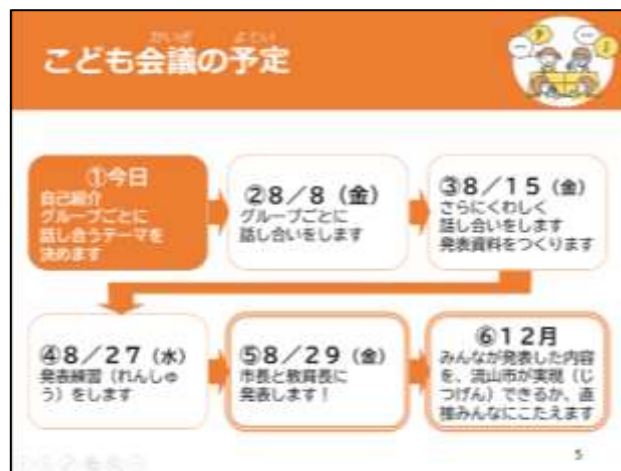 かいぎ よてい
こども会議の予定
①今日
自己紹介
グループごとに
話し合うテーマを
決めます
②8/8(金)
グループごとに
話し合いをします
③8/15(金)
さらにくわしく
話し合いをします
発表資料をつくります
④8/27(水)
発表練習(れんしゅ
う)をします
⑤8/29(金)
市長と教育長に
発表します!
⑥12月
みんなが発表した内容
を、流山市が実現(じ
つげん)できるか、直
接みんなにこたえます
5